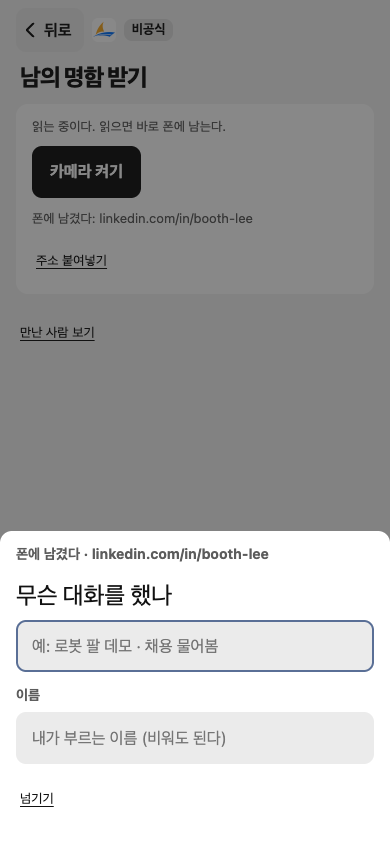 뒤로
비공식
남의 명함 받기
읽는 중이다. 읽으면 바로 폰에 남는다.
카메라 켜기
폰에 남겼다: linkedin.com/in/booth-lee
주소 붙여넣기
만난 사람 보기
폰에 남겼다 · linkedin.com/in/booth-lee
무슨 대화를 했나
예: 로봇 팔 데모 · 채용 물어봄
이름
내가 부르는 이름 (비워도 된다)
넘기기